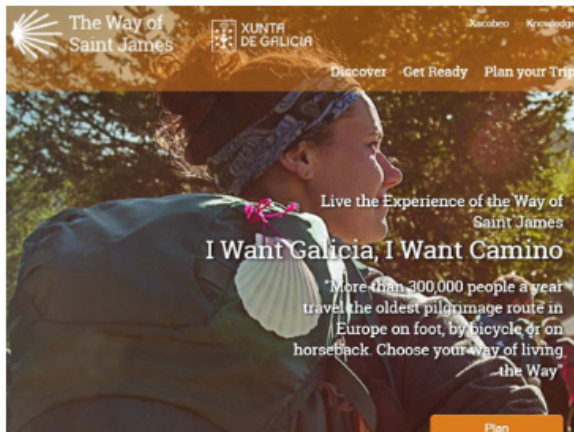 The Way of
Saint James
XUNTA
DE GALICIA
Xacobeo Knowledge
Discover Get Ready Plan your Trip
Live the Experience of the Way of
Saint James
I Want Galicia, I Want Camino
"More than 300,000 people a year
travel the oldest pilgrimage route in
Europe on foot, by bicycle or on
horseback. Choose your way of living
the Way"
Plan